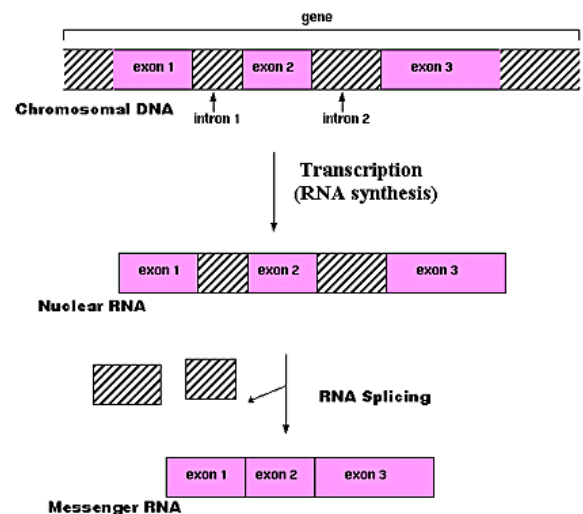 gene
exon 1 exon 2 exon 3
Chromosomal DNA
intron 1 intron 2
Transcription
(RNA synthesis)
exon 1 exon 2 exon 3
Nuclear RNA
RNA Splicing
exon 1 exon 2 exon 3
Messenger RNA